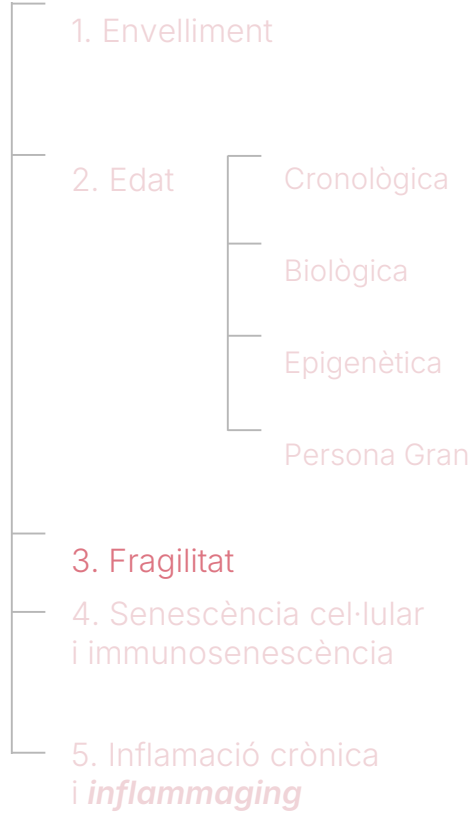 1. Envelliment
2. Edat
Cronològica
Biològica
Epigenètica
Persona Gran
3. Fragilitat
4. Senescència cel·lular
i immunosenescència
5. Inflamació crònica
i inflammaging